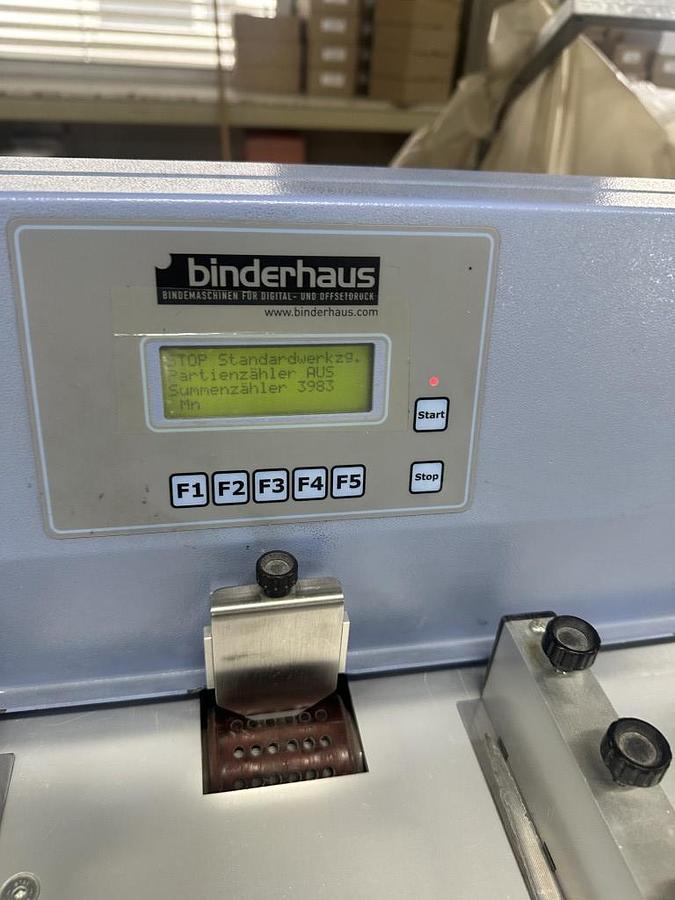 binderhaus
BINDEMASCHINEN FÜR DIGITAL- UND OFFSETDRUCK
www.binderhaus.com
STOP Standardwerkzg.
Partienzähler AUS
Summenzähler 3983
Mn
Start
Stop
F1 F2 F3 F4 F5